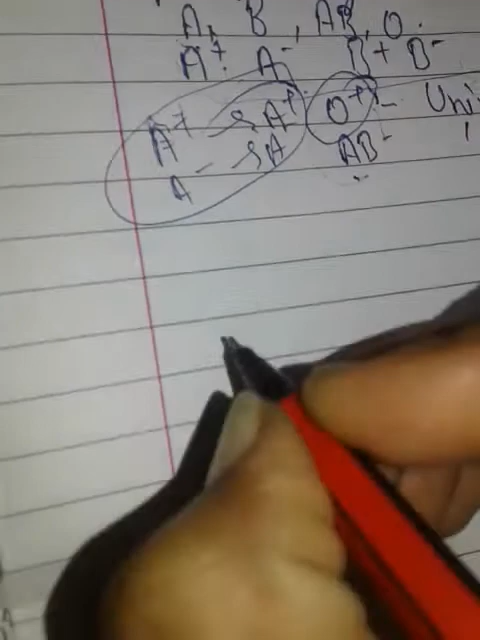 A, B, AB, O.
A+ A- B+ B-
A+ A+ O+ - Uni
A- A AB-